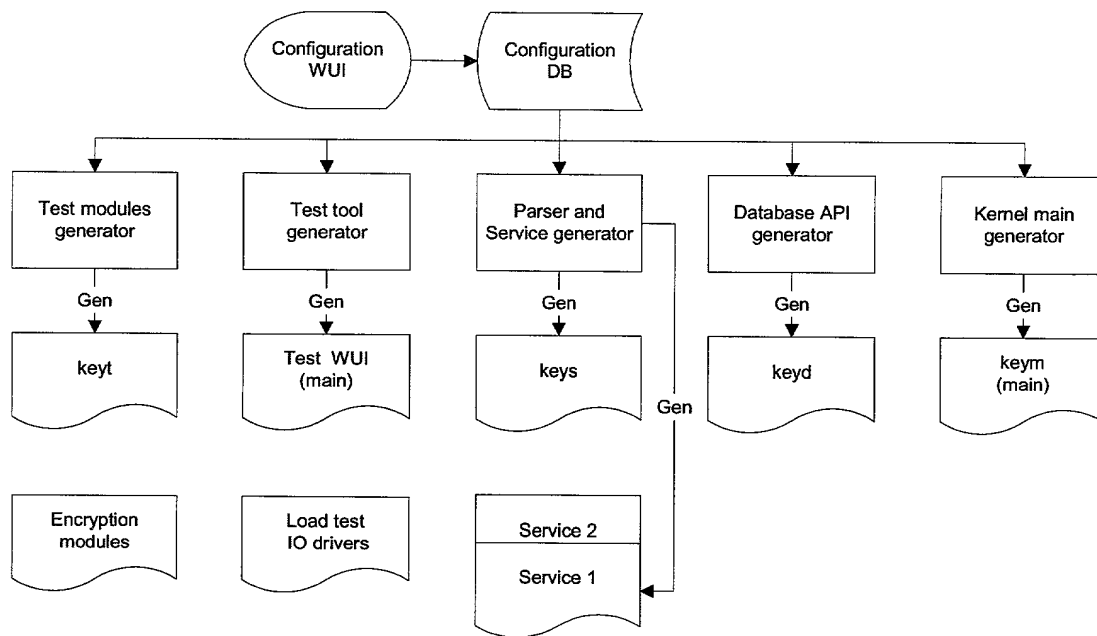 Configuration
WUI
Configuration
DB
Test modules
generator
Test tool
generator
Parser and
Service generator
Database API
generator
Kernel main
generator
Gen
Gen
Gen
Gen
Gen
keyt
Test WUI
(main)
keys
keyd
keym
(main)
Gen
Encryption
modules
Load test
IO drivers
Service 2
Service 1